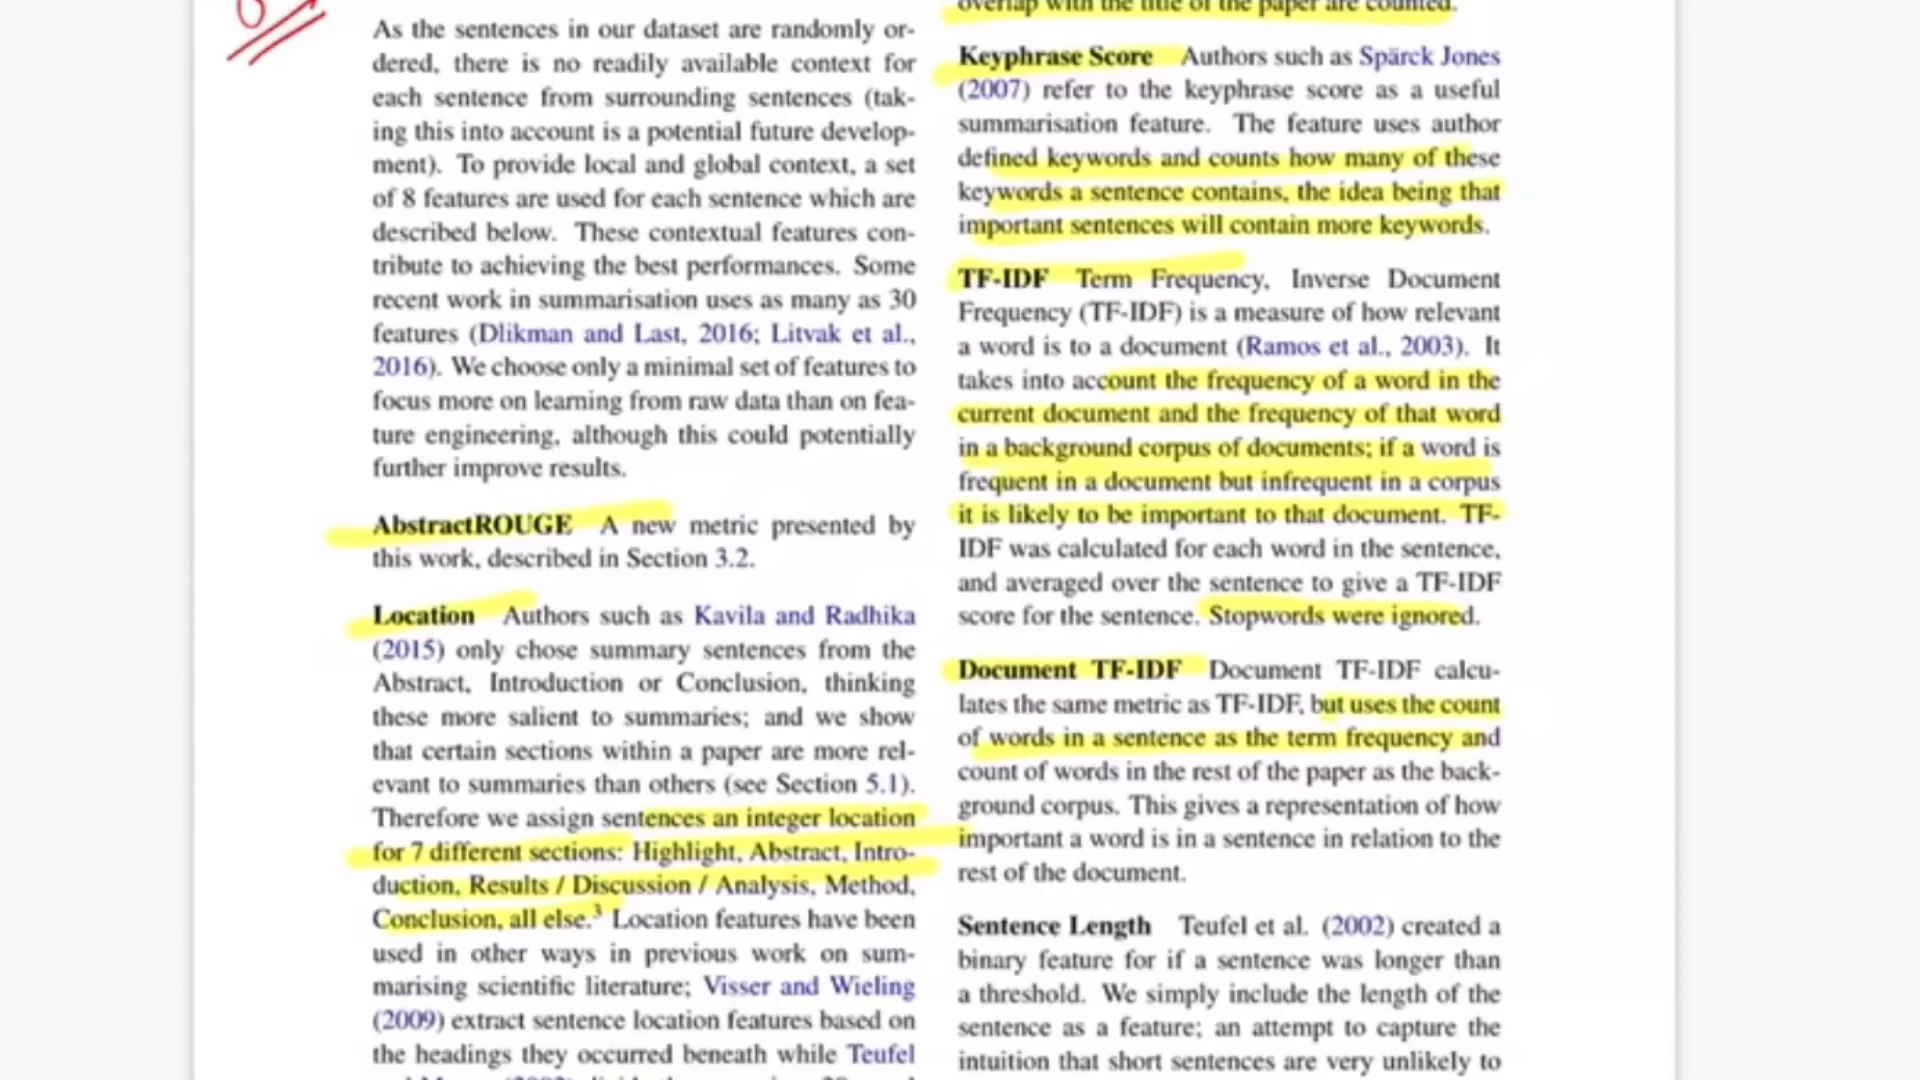 As the sentences in our dataset are randomly or-
dered, there is no readily available context for
each sentence from surrounding sentences (tak-
ing this into account is a potential future develop-
ment). To provide local and global context, a set
of 8 features are used for each sentence which are
described below. These contextual features con-
tribute to achieving the best performances. Some
recent work in summarisation uses as many as 30
features (Dlikman and Last, 2016; Litvak et al.,
2016). We choose only a minimal set of features to
focus more on learning from raw data than on fea-
ture engineering, although this could potentially
further improve results.
AbstractROUGE A new metric presented by
this work, described in Section 3.2.
Location Authors such as Kavila and Radhika
(2015) only chose summary sentences from the
Abstract, Introduction or Conclusion, thinking
these more salient to summaries; and we show
that certain sections within a paper are more rel-
evant to summaries than others (see Section 5.1).
Therefore we assign sentences an integer location
for 7 different sections: Highlight, Abstract, Intro-
duction, Results / Discussion / Analysis, Method,
Conclusion, all else.3 Location features have been
used in other ways in previous work on sum-
marising scientific literature; Visser and Wieling
(2009) extract sentence location features based on
the headings they occurred beneath while Teufel
overlap with the title of the paper are counted.
Keyphrase Score Authors such as Spärck Jones
(2007) refer to the keyphrase score as a useful
summarisation feature. The feature uses author
defined keywords and counts how many of these
keywords a sentence contains, the idea being that
important sentences will contain more keywords.
TF-IDF Term Frequency, Inverse Document
Frequency (TF-IDF) is a measure of how relevant
a word is to a document (Ramos et al., 2003). It
takes into account the frequency of a word in the
current document and the frequency of that word
in a background corpus of documents; if a word is
frequent in a document but infrequent in a corpus
it is likely to be important to that document. TF-
IDF was calculated for each word in the sentence,
and averaged over the sentence to give a TF-IDF
score for the sentence. Stopwords were ignored.
Document TF-IDF Document TF-IDF calcu-
lates the same metric as TF-IDF, but uses the count
of words in a sentence as the term frequency and
count of words in the rest of the paper as the back-
ground corpus. This gives a representation of how
important a word is in a sentence in relation to the
rest of the document.
Sentence Length Teufel et al. (2002) created a
binary feature for if a sentence was longer than
a threshold. We simply include the length of the
sentence as a feature; an attempt to capture the
intuition that short sentences are very unlikely to